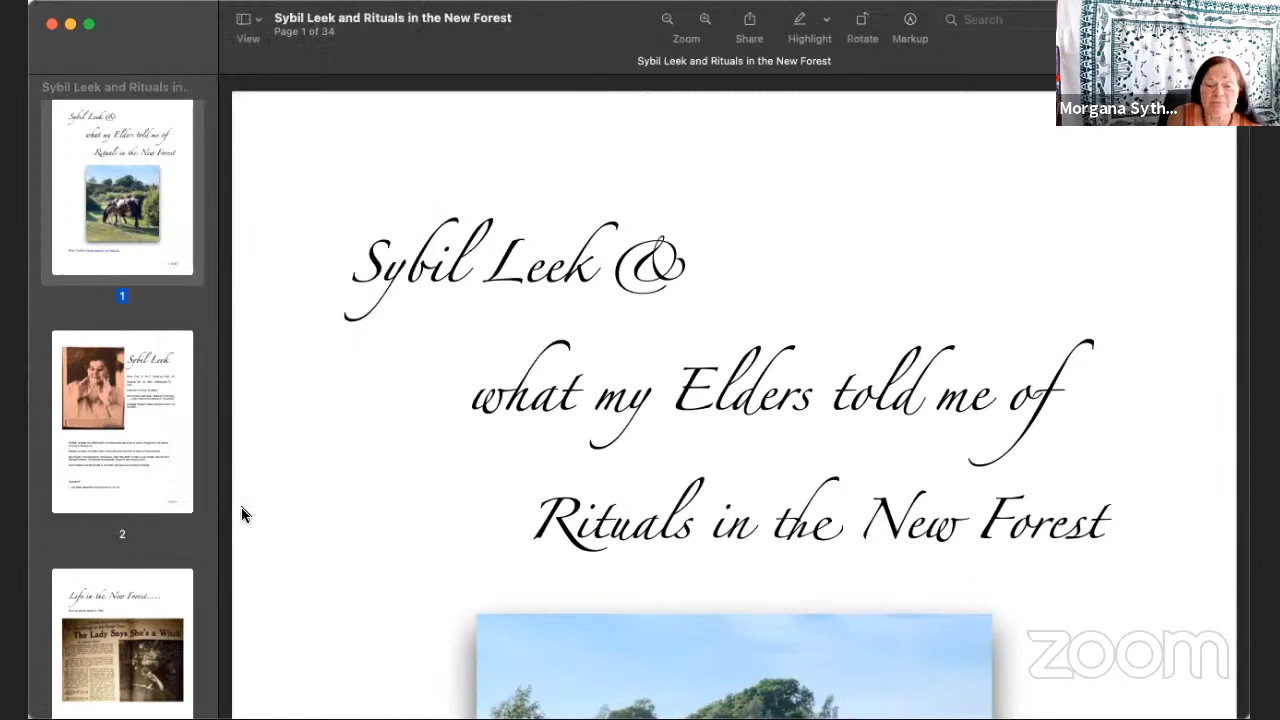 Sybil Leek and Rituals in the New Forest
Page 1 of 34
View
Zoom
Share
Highlight
Rotate
Markup
Search
Sybil Leek and Rituals in the New Forest
Morgana Syth...
Sybil Leek and Rituals in..
Sybil Leek &
what my Elders told me of
Rituals in the New Forest
1
Sybil Leek
2
Life in the New Forest.....
The Lady Says She's a Witch
Sybil Leek &
what my Elders told me of
Rituals in the New Forest
zoom